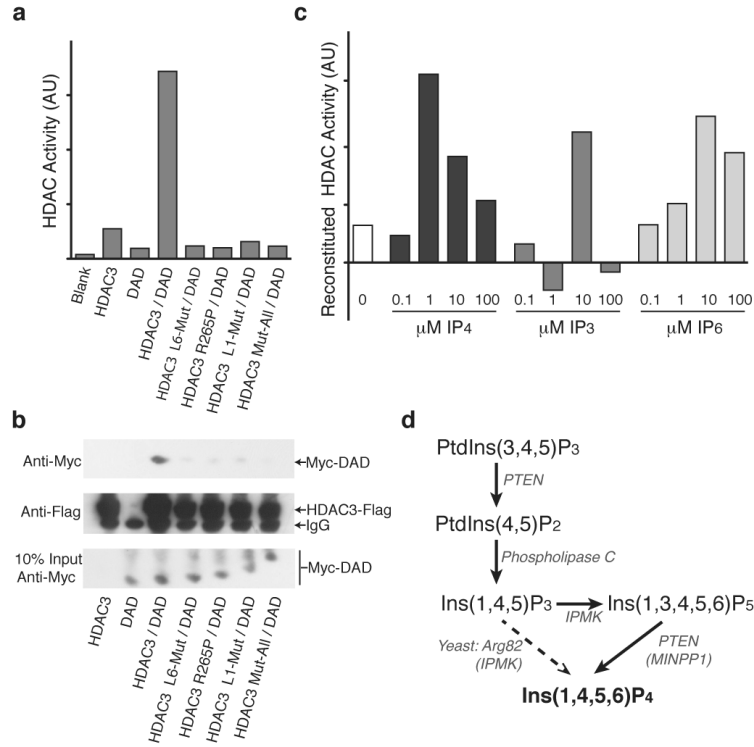 a
HDAC Activity (AU)
Blank
HDAC3
DAD
HDAC3 / DAD
HDAC3 L6-Mut / DAD
HDAC3 R265P / DAD
HDAC3 L1-Mut / DAD
HDAC3 Mut-All / DAD
c
Reconstituted HDAC Activity (AU)
0 0.1 1 10 100 0.1 1 10 100 0.1 1 10 100
μM IP4 μM IP3 μM IP6
b
Anti-Myc Myc-DAD
Anti-Flag HDAC3-Flag
IgG
10% Input
Anti-Myc Myc-DAD
HDAC3
DAD
HDAC3 / DAD
HDAC3 L6-Mut / DAD
HDAC3 R265P / DAD
HDAC3 L1-Mut / DAD
HDAC3 Mut-All / DAD
d
PtdIns(3,4,5)P3
PTEN
PtdIns(4,5)P2
Phospholipase C
Ins(1,4,5)P3 Ins(1,3,4,5,6)P5
IPMK
Yeast: Arg82
(IPMK)
PTEN
(MINPP1)
Ins(1,4,5,6)P4